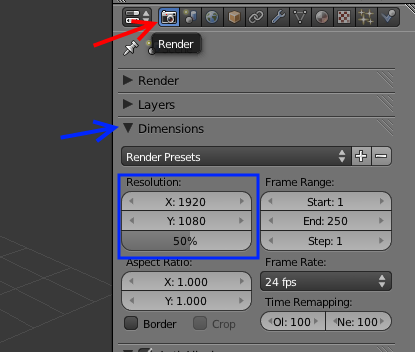 Render
Render
Layers
Dimensions
Render Presets
Resolution:
X: 1920
Y: 1080
50%
Frame Range:
Start: 1
End: 250
Step: 1
Aspect Ratio:
X: 1.000
Y: 1.000
Border
Crop
Frame Rate:
24 fps
Time Remapping:
Ol: 100
Ne: 100